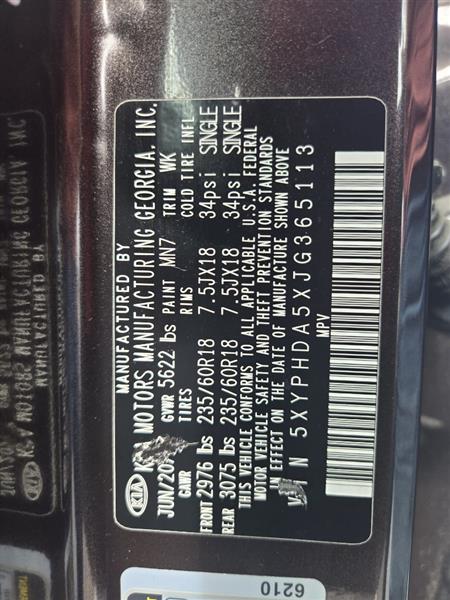 MANUFACTURED BY
MOTORS MANUFACTURING GEORGIA, INC.
KIA
JUN/20 GVWR 5622 lbs PAINT MN7 TRIM WK
GAWR TIRES RIMS COLD TIRE INFL
FRONT 2976 lbs 235/60R18 7.5JX18 34psi SINGLE
REAR 3075 lbs 235/60R18 7.5JX18 34psi SINGLE
THIS VEHICLE CONFORMS TO ALL APPLICABLE U.S.A. FEDERAL
MOTOR VEHICLE SAFETY AND THEFT PREVENTION STANDARDS
IN EFFECT ON THE DATE OF MANUFACTURE SHOWN ABOVE
5XYPHDA5XJG365113
MPV
6210